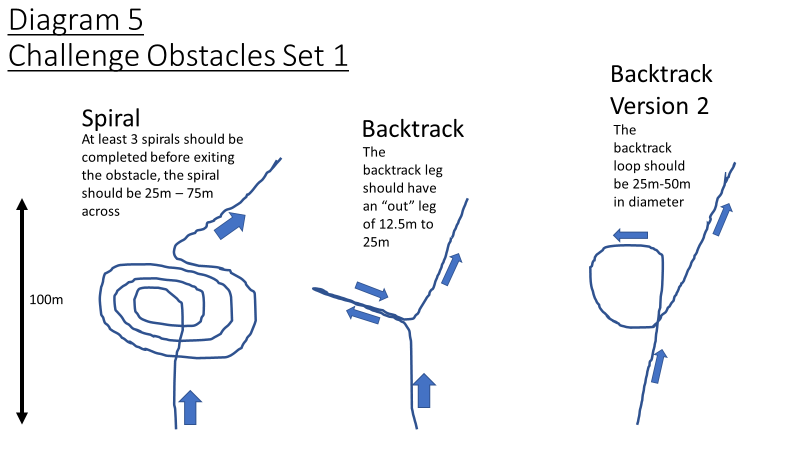 Diagram 5
Challenge Obstacles Set 1
Spiral
At least 3 spirals should be
completed before exiting
the obstacle, the spiral
should be 25m – 75m
across
Backtrack
The
backtrack leg
should have
an “out” leg
of 12.5m to
25m
Backtrack
Version 2
The
backtrack
loop should
be 25m-50m
in diameter
100m